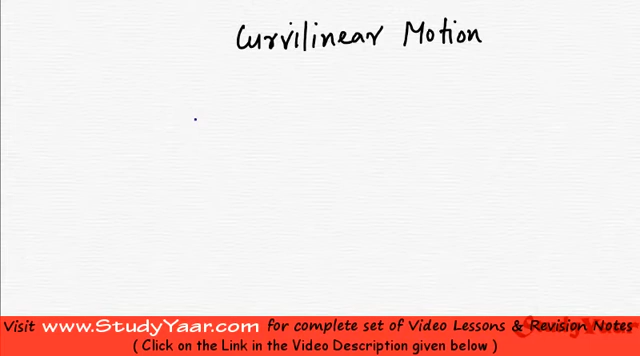 Curvilinear Motion
Visit www.StudyYaar.com for complete set of Video Lessons & Revision Notes
StudyYaar
( Click on the Link in the Video Description given below )